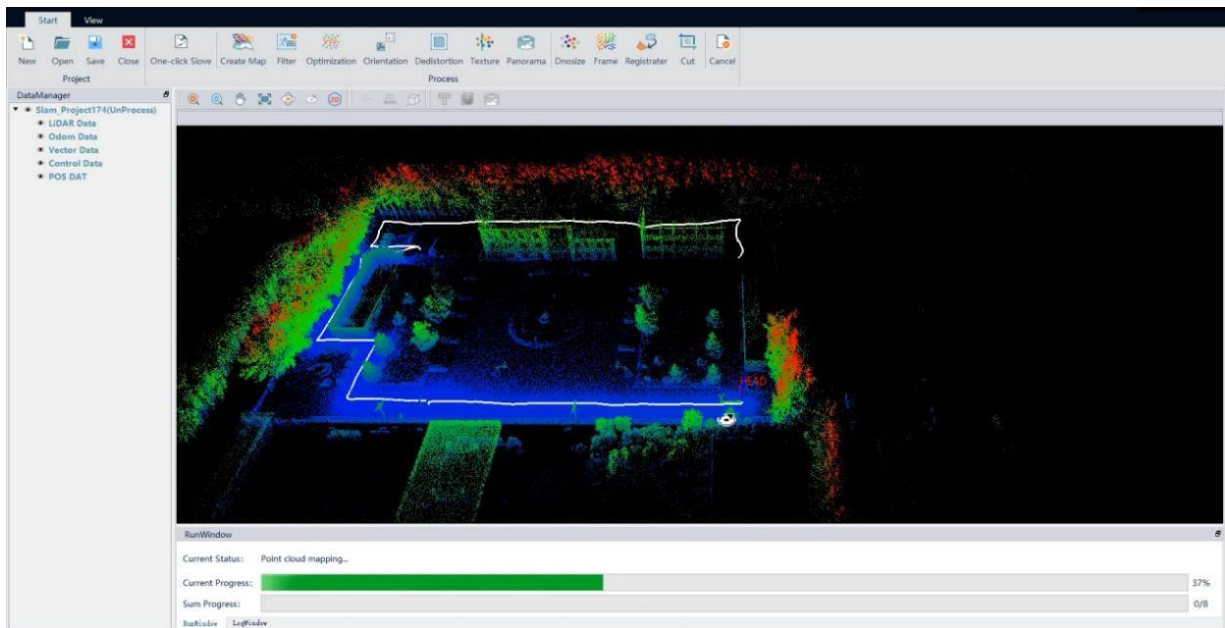 Start View
New Open Save Close One-click Slove Create Map Filter Optimization Orientation Dedistortion Texture Panorama Dnosize Frame Registrater Cut Cancel
Project Process
DataManager
Slam_Project174(UnProcess)
LiDAR Data
Odom Data
Vector Data
Control Data
POS DAT
2D
HEAD
RunWindow
Current Status: Point cloud mapping...
Current Progress: 37%
Sum Progress: 0/8
RunWindow LogWindow